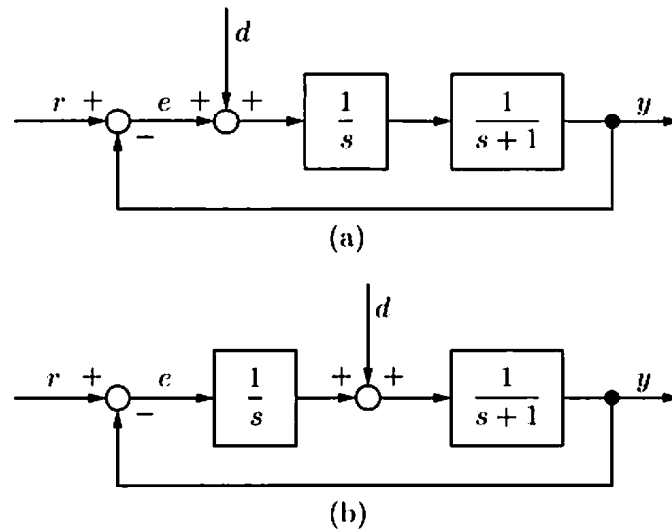 d
r + e + + 1/s 1/(s + 1) y
−
(a)
d
r + e 1/s + + 1/(s + 1) y
−
(b)